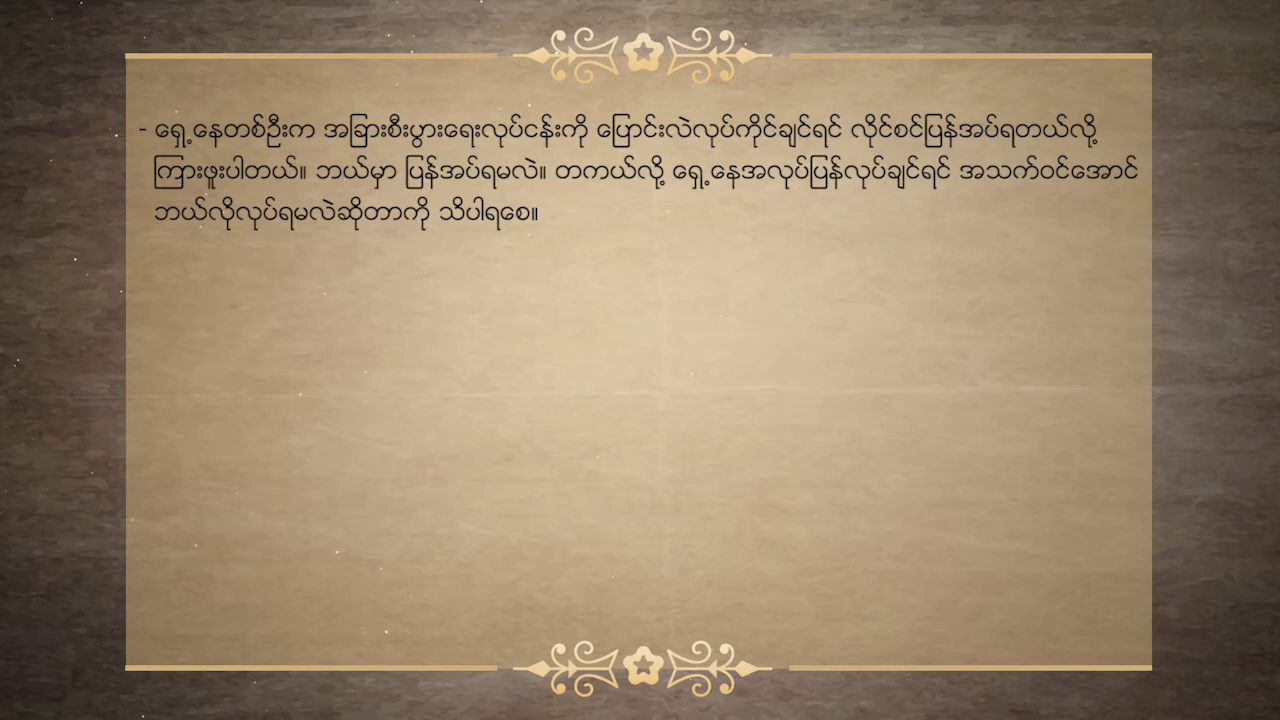 - ရှေ့နေတစ်ဦးက အခြားစီးပွားရေးလုပ်ငန်းကို ပြောင်းလဲလုပ်ကိုင်ချင်ရင် လိုင်စင်ပြန်အပ်ရတယ်လို့
ကြားဖူးပါတယ်။ ဘယ်မှာ ပြန်အပ်ရမလဲ။ တကယ်လို့ ရှေ့နေအလုပ်ပြန်လုပ်ချင်ရင် အသက်ဝင်အောင်
ဘယ်လိုလုပ်ရမလဲဆိုတာကို သိပါရစေ။